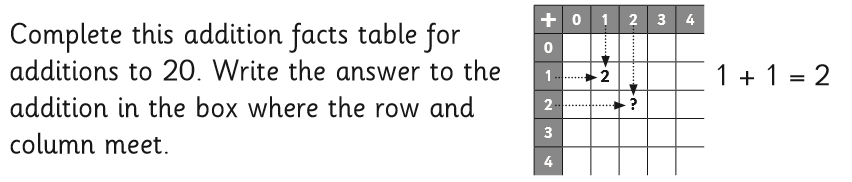 Complete this addition facts table for
additions to 20. Write the answer to the
addition in the box where the row and
column meet.
+ 0 1 2 3 4
0
1 2
2 ?
3
4
1 + 1 = 2